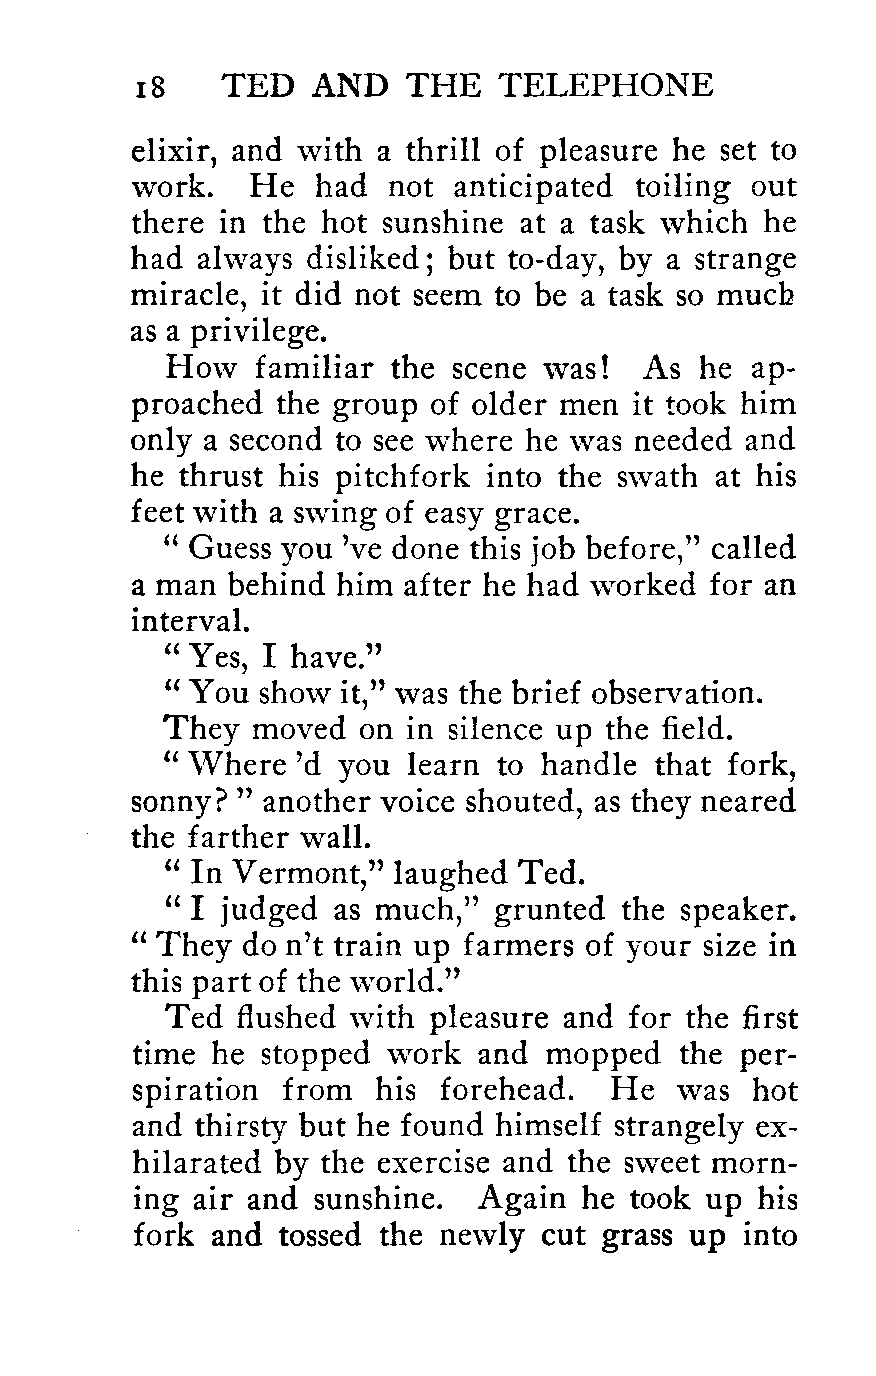 18 TED AND THE TELEPHONE
elixir, and with a thrill of pleasure he set to
work. He had not anticipated toiling out
there in the hot sunshine at a task which he
had always disliked; but to-day, by a strange
miracle, it did not seem to be a task so much
as a privilege.
How familiar the scene was! As he ap-
proached the group of older men it took him
only a second to see where he was needed and
he thrust his pitchfork into the swath at his
feet with a swing of easy grace.
“ Guess you ’ve done this job before,” called
a man behind him after he had worked for an
interval.
“ Yes, I have.”
“ You show it,” was the brief observation.
They moved on in silence up the field.
“ Where ’d you learn to handle that fork,
sonny? ” another voice shouted, as they neared
the farther wall.
“ In Vermont,” laughed Ted.
“ I judged as much,” grunted the speaker.
“ They do n’t train up farmers of your size in
this part of the world.”
Ted flushed with pleasure and for the first
time he stopped work and mopped the per-
spiration from his forehead. He was hot
and thirsty but he found himself strangely ex-
hilarated by the exercise and the sweet morn-
ing air and sunshine. Again he took up his
fork and tossed the newly cut grass up into